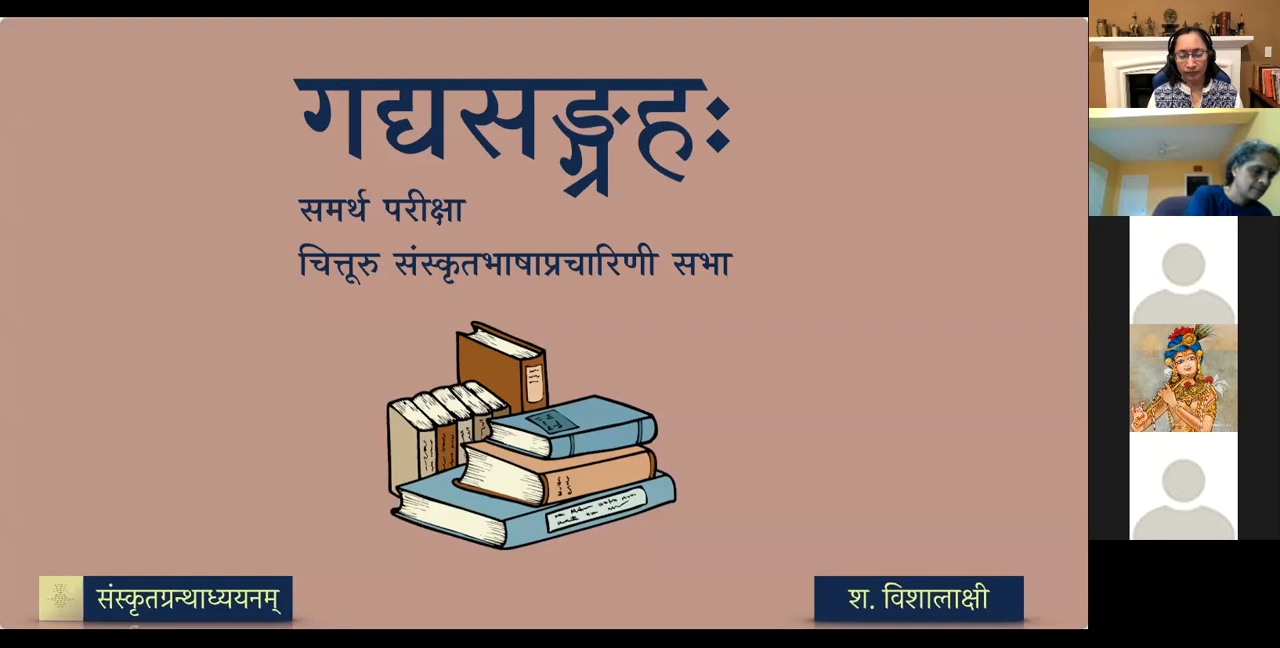 गद्यसङ्ग्रहः
समर्थ परीक्षा
चित्तूरु संस्कृतभाषाप्रचारिणी सभा
संस्कृतग्रन्थाध्ययनम्
श. विशालाक्षी